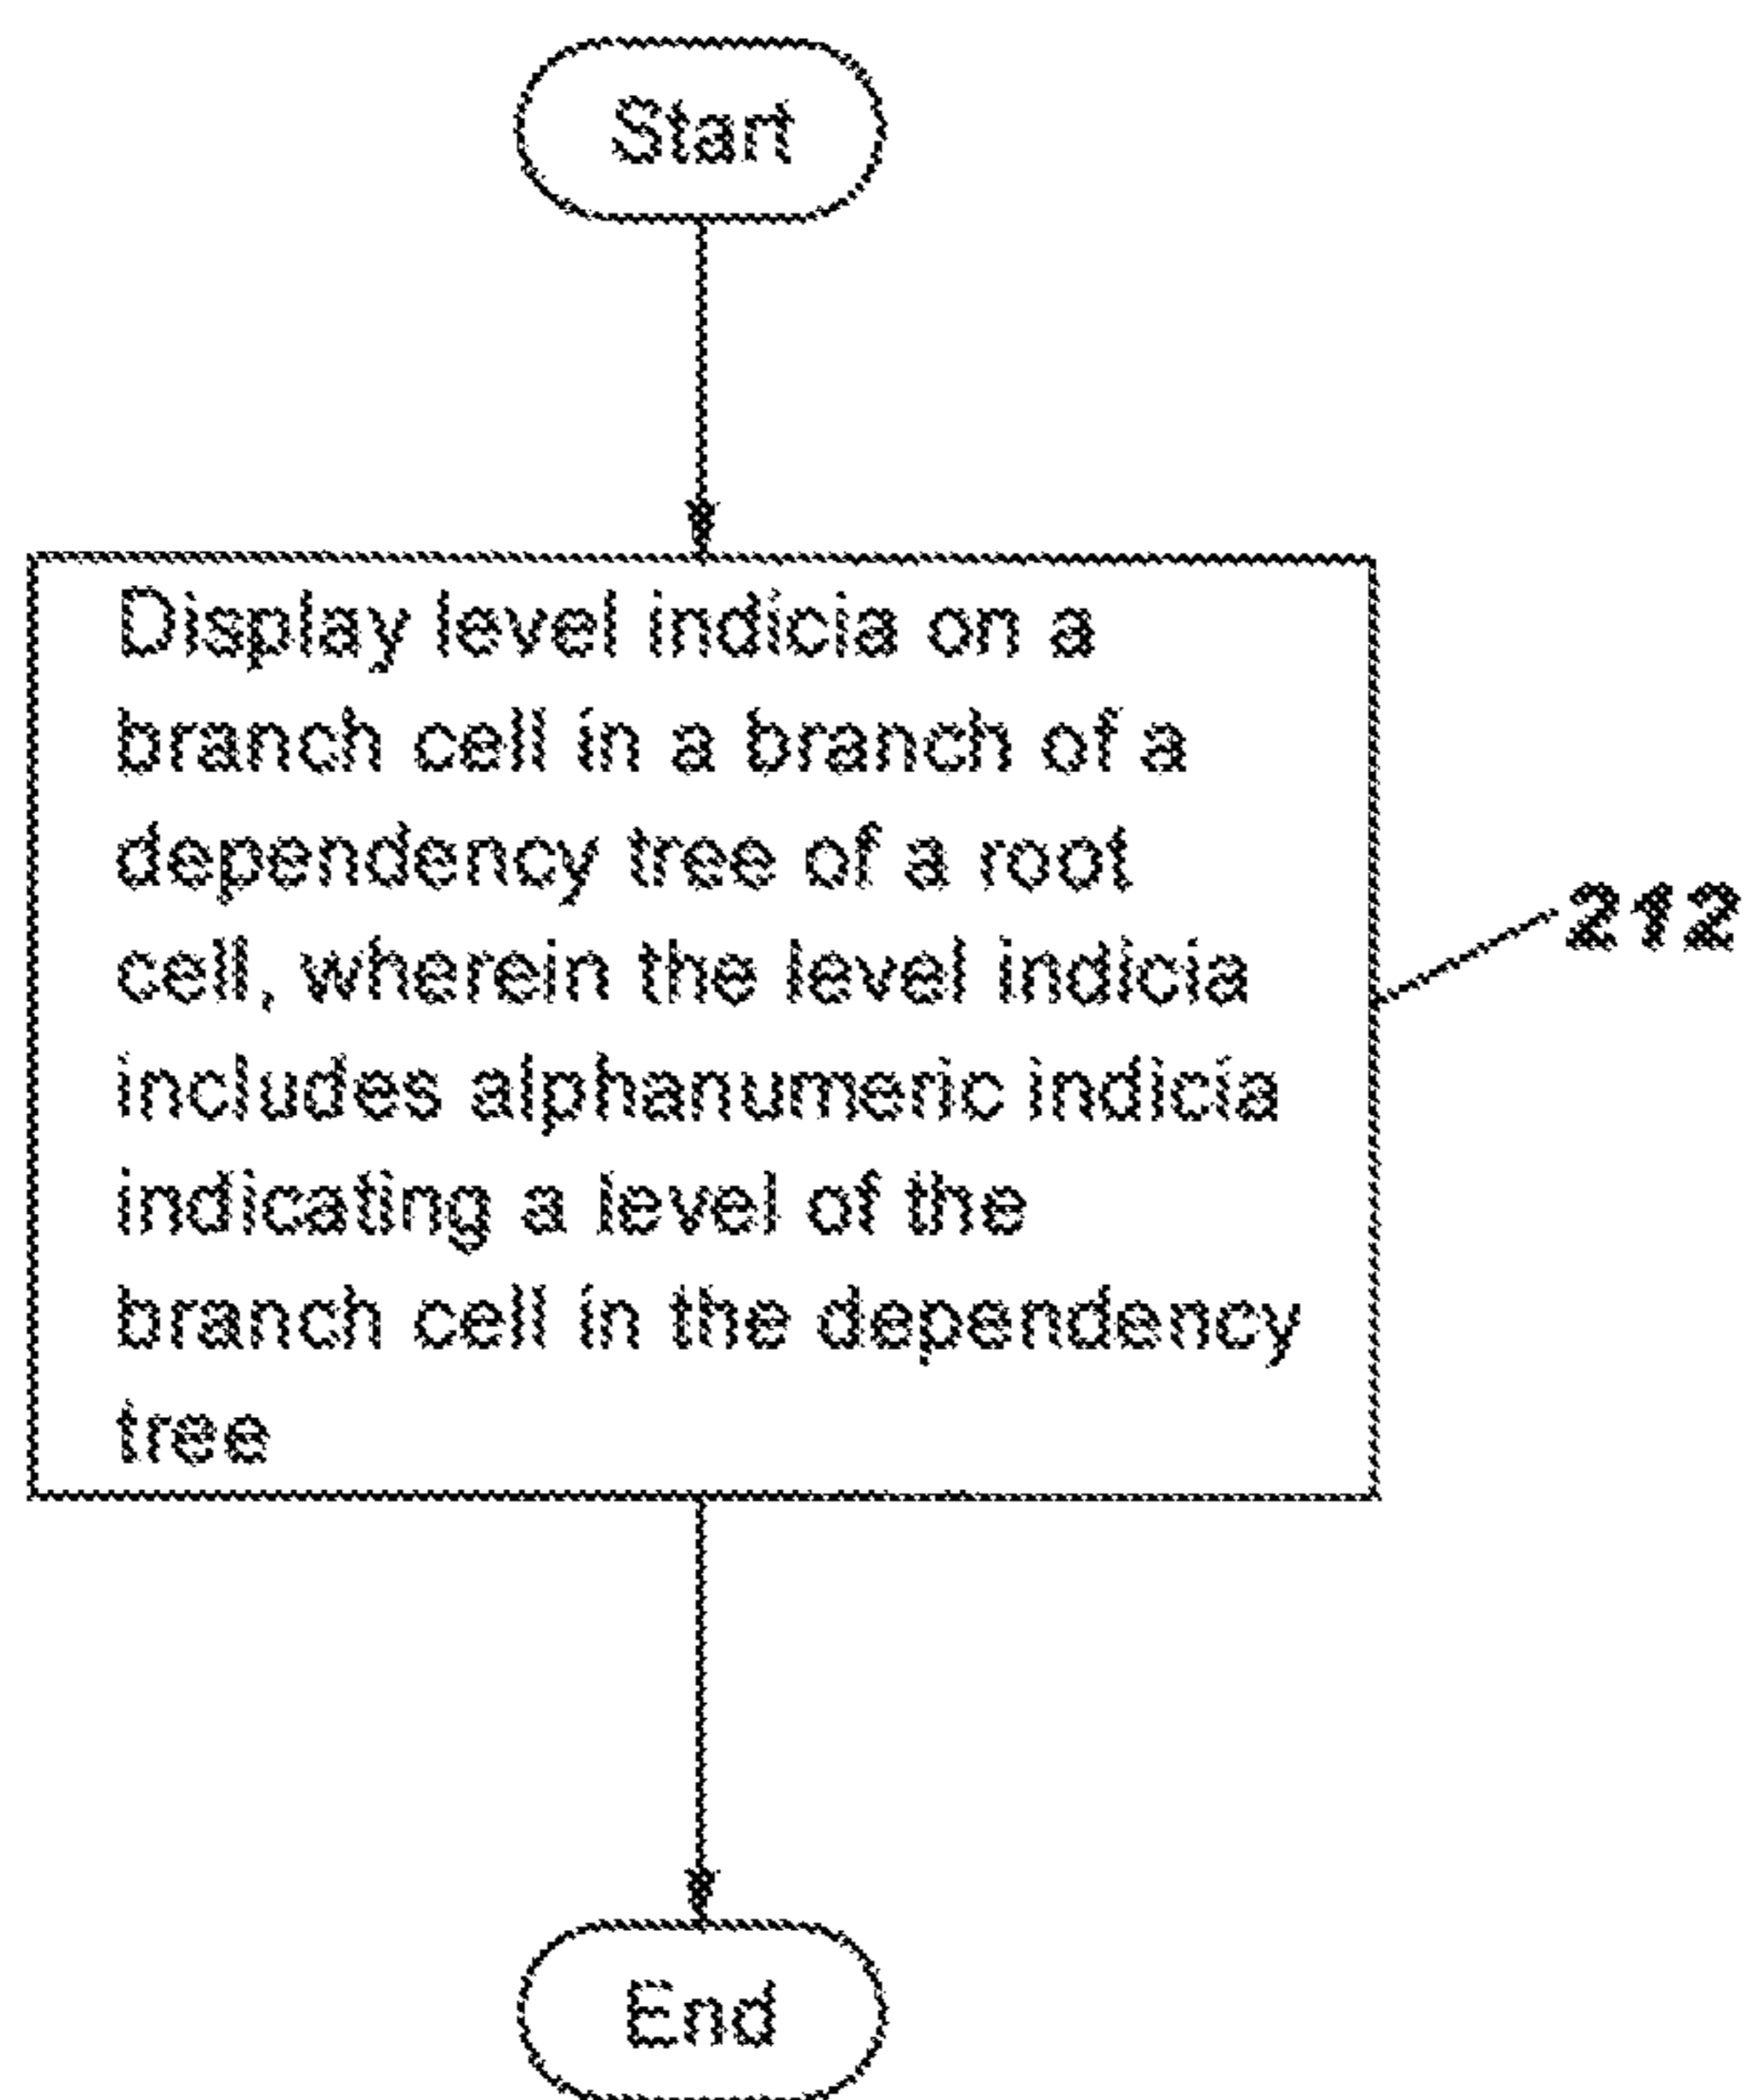 Start
Display level indicia on a
branch cell in a branch of a
dependency tree of a root
cell, wherein the level indicia
includes alphanumeric indicia
indicating a level of the
branch cell in the dependency
tree
212
End